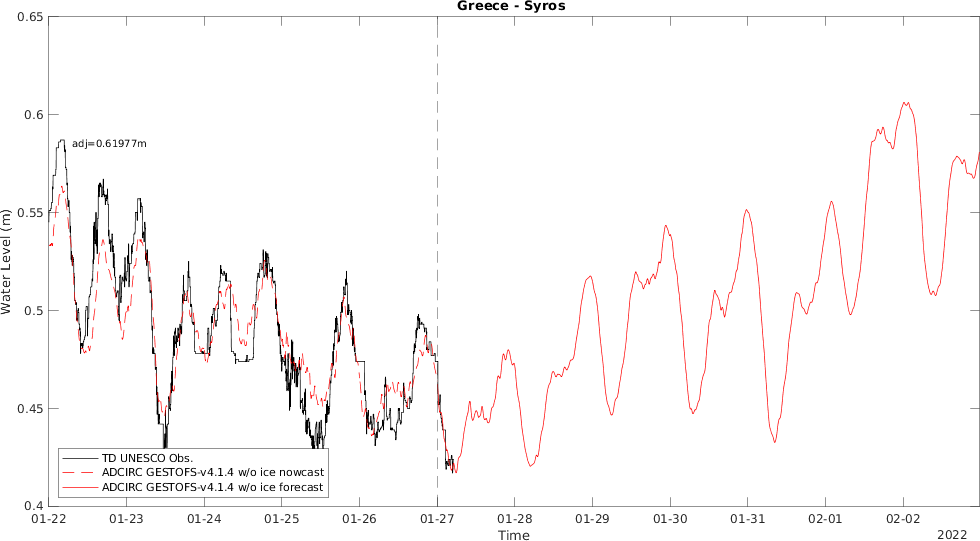 Greece - Syros
0.65
0.6
0.55
0.5
0.45
0.4
Water Level (m)
adj=0.61977m
TD UNESCO Obs.
ADCIRC GESTOFS-v4.1.4 w/o ice nowcast
ADCIRC GESTOFS-v4.1.4 w/o ice forecast
01-22 01-23 01-24 01-25 01-26 01-27 01-28 01-29 01-30 01-31 02-01 02-02
Time
2022